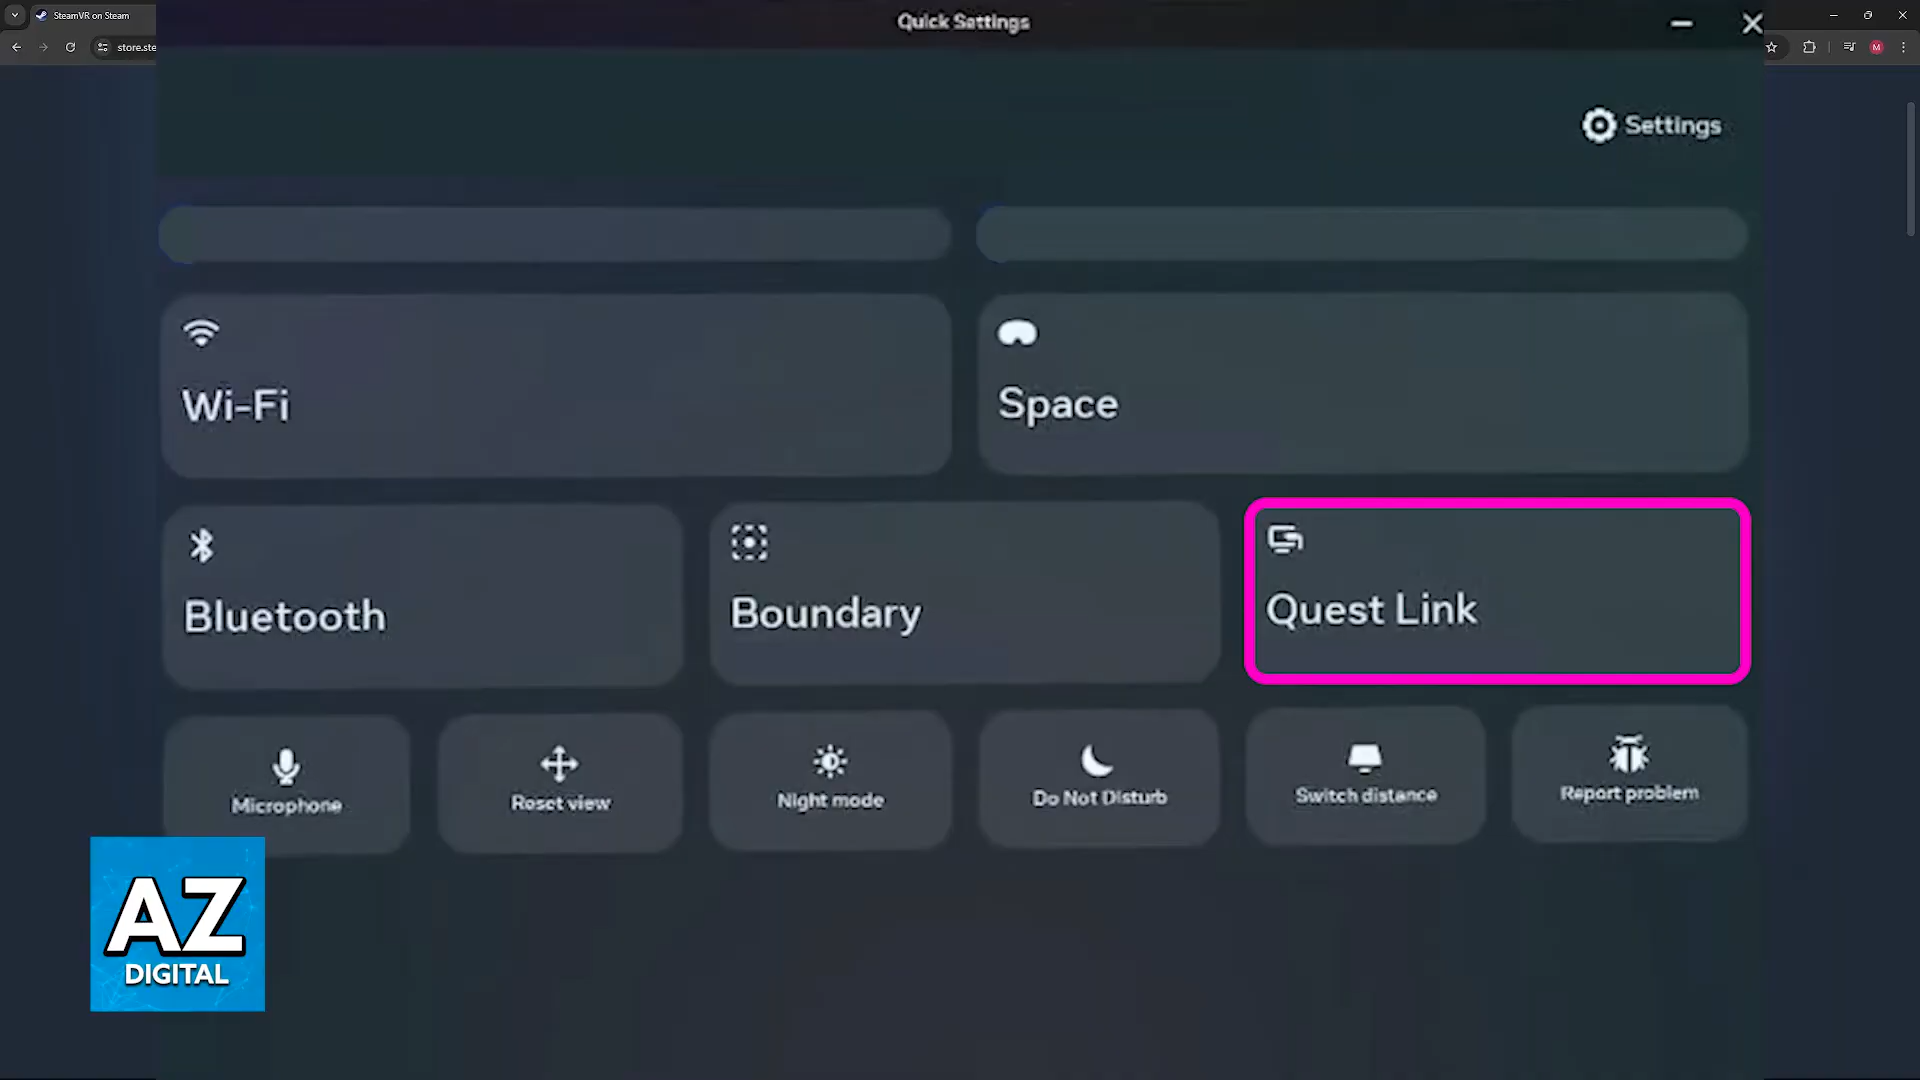 SteamVR on Steam
Quick Settings
store.ste
M
Settings
Wi-Fi
Space
Bluetooth
Boundary
Quest Link
Microphone
Reset view
Night mode
Do Not Disturb
Switch distance
Report problem
AZ
DIGITAL